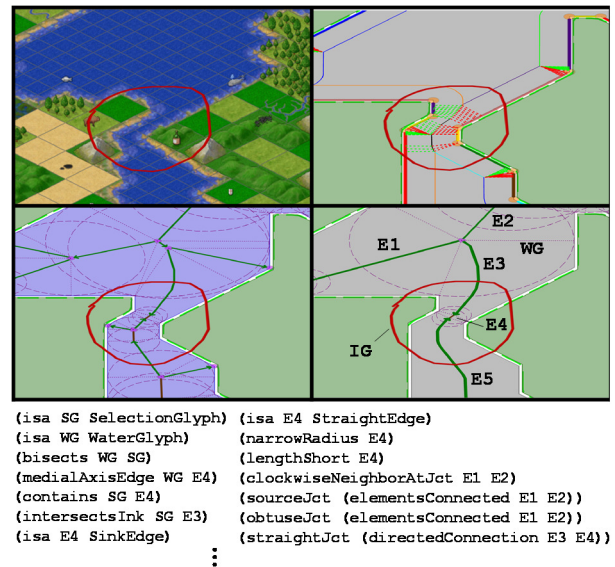 E2
E1
WG
E3
E4
IG
E5
(isa SG SelectionGlyph) (isa E4 StraightEdge)
(isa WG WaterGlyph) (narrowRadius E4)
(bisects WG SG) (lengthShort E4)
(medialAxisEdge WG E4) (clockwiseNeighborAtJct E1 E2)
(contains SG E4) (sourceJct (elementsConnected E1 E2))
(intersectsInk SG E3) (obtuseJct (elementsConnected E1 E2))
(isa E4 SinkEdge) (straightJct (directedConnection E3 E4))
⋮